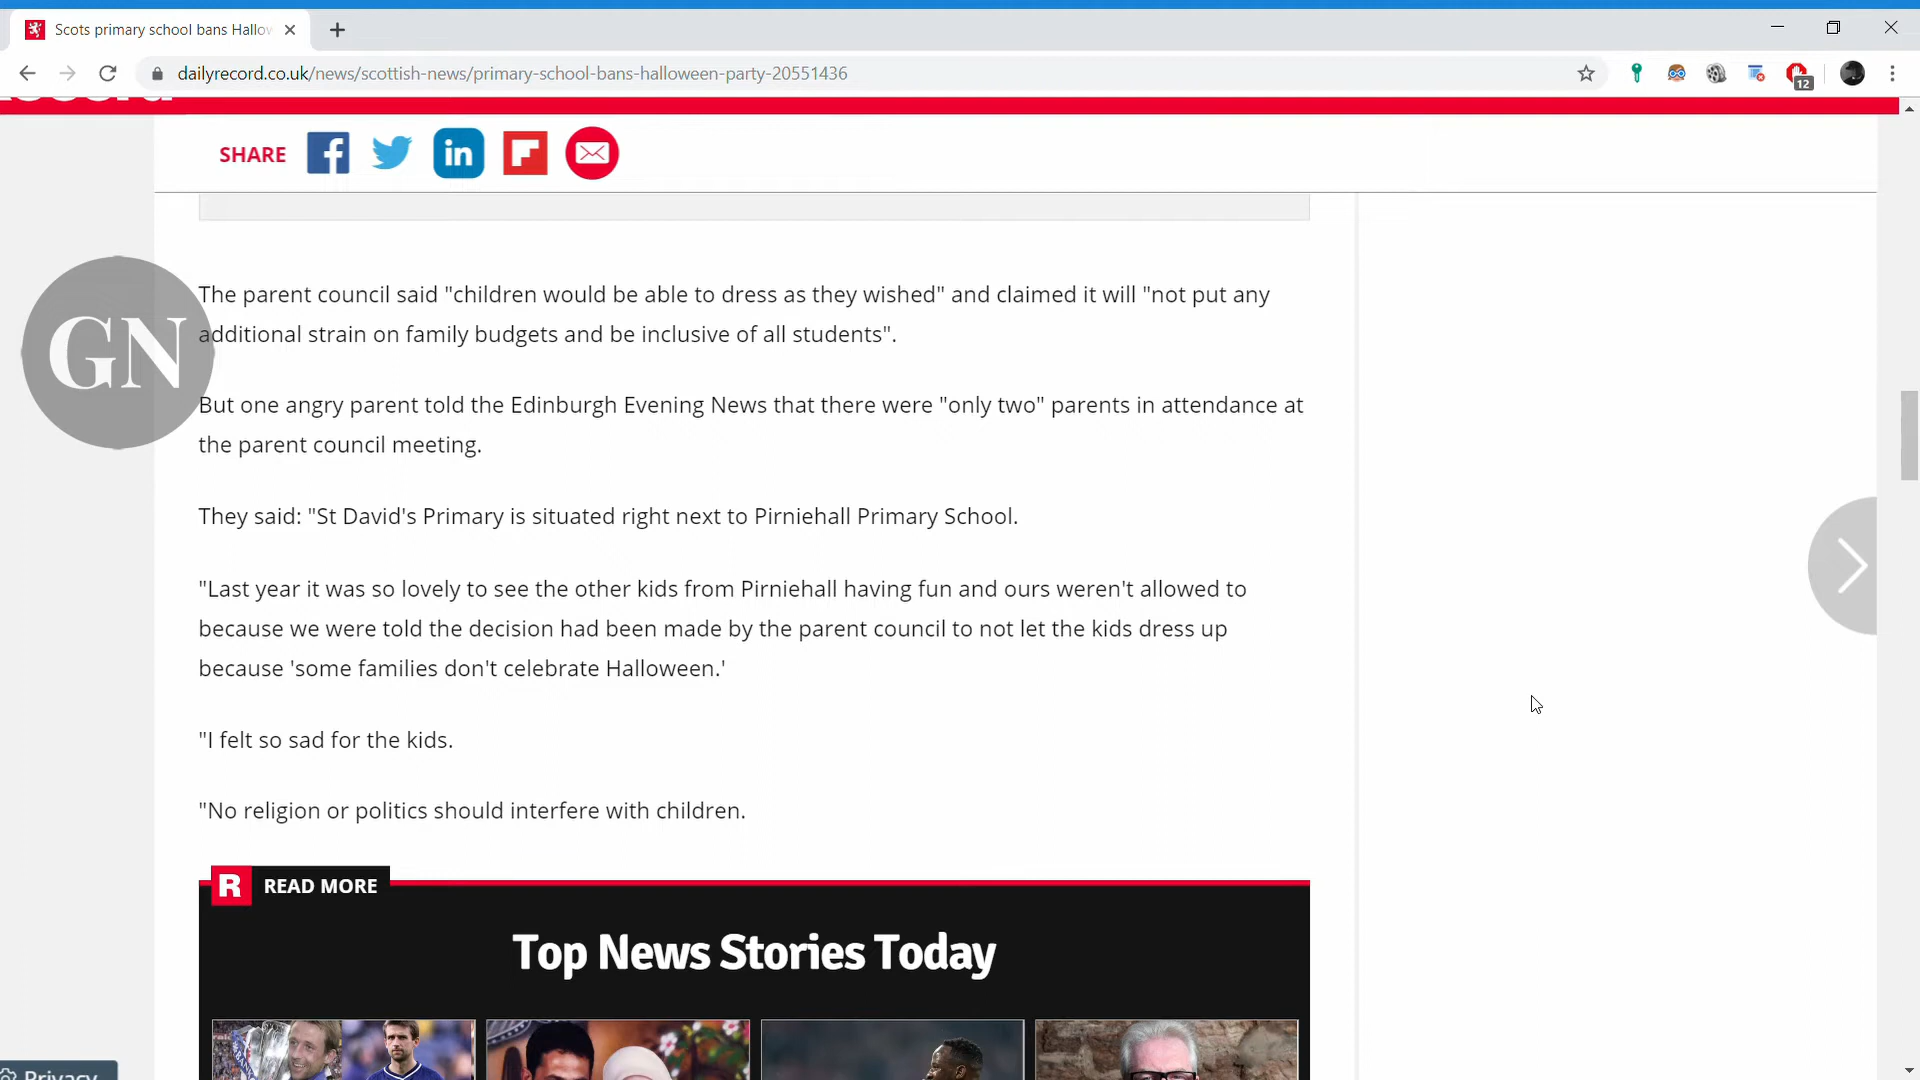 Scots primary school bans Hallow
dailyrecord.co.uk/news/scottish-news/primary-school-bans-halloween-party-20551436
12
SHARE
GN
The parent council said "children would be able to dress as they wished" and claimed it will "not put any
additional strain on family budgets and be inclusive of all students".
But one angry parent told the Edinburgh Evening News that there were "only two" parents in attendance at
the parent council meeting.
They said: "St David's Primary is situated right next to Pirniehall Primary School.
"Last year it was so lovely to see the other kids from Pirniehall having fun and ours weren't allowed to
because we were told the decision had been made by the parent council to not let the kids dress up
because 'some families don't celebrate Halloween.'
"I felt so sad for the kids.
"No religion or politics should interfere with children.
R READ MORE
Top News Stories Today
Privacy